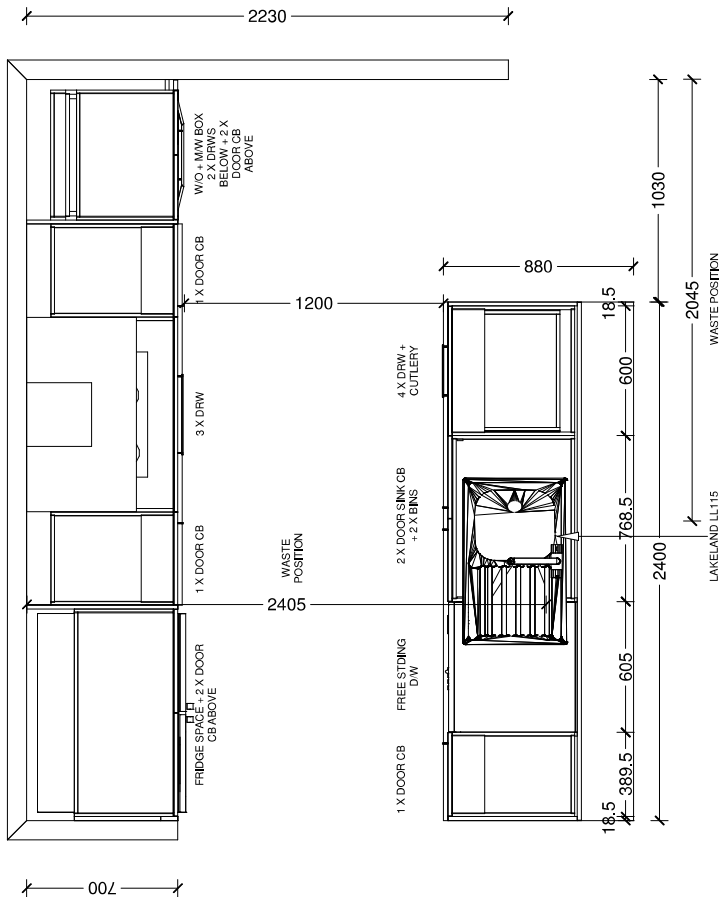 2230
W/O + M/W BOX
2 X DRWS
BELOW + 2 X
DOOR CB
ABOVE
1 X DOOR CB
3 X DRW
1 X DOOR CB
FRIDGE SPACE + 2 X DOOR
CB ABOVE
700
1200
WASTE
POSITION
2405
4 X DRW +
CUTLERY
2 X DOOR SINK CB
+ 2 X BINS
FREE STDING
D/W
1 X DOOR CB
880
18.5
600
768.5
605
389.5
18.5
2400
1030
2045
WASTE POSITION
LAKELAND LL115